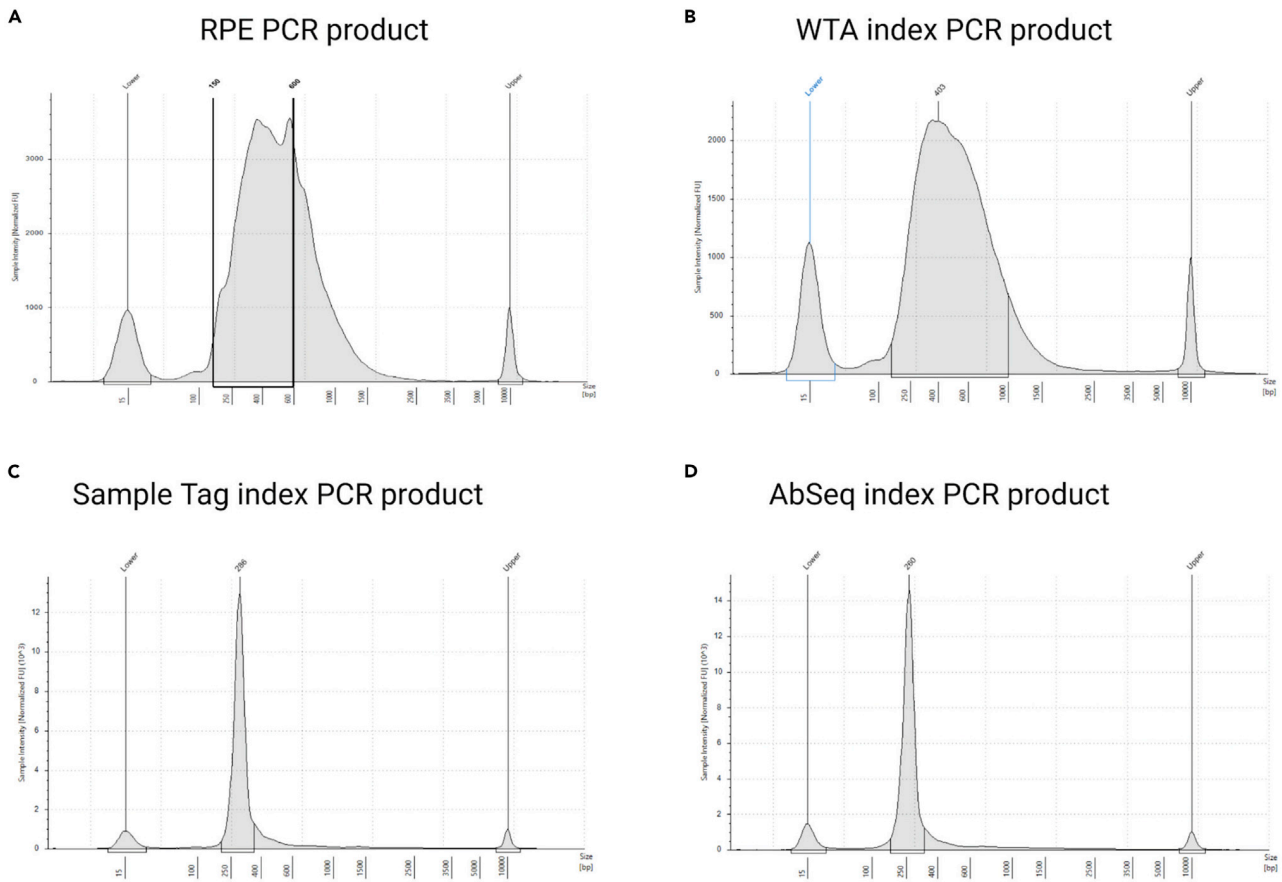 A
RPE PCR product
Lower
150
600
Upper
Sample Intensity [Normalized FU]
3000
2000
1000
0
15
100
250
400
600
1000
1500
2500
3500
5000
10000
Size
[bp]
B
WTA index PCR product
Lower
403
Upper
Sample Intensity [Normalized FU]
2000
1500
1000
500
0
15
100
250
400
600
1000
1500
2500
3500
5000
10000
Size
[bp]
C
Sample Tag index PCR product
Lower
286
Upper
Sample Intensity [Normalized FU] (10^3)
12
10
8
6
4
2
0
15
100
250
400
600
1000
1500
2500
3500
5000
10000
Size
[bp]
D
AbSeq index PCR product
Lower
260
Upper
Sample Intensity [Normalized FU] (10^3)
14
12
10
8
6
4
2
0
15
100
250
400
600
1000
1500
2500
3500
5000
10000
Size
[bp]